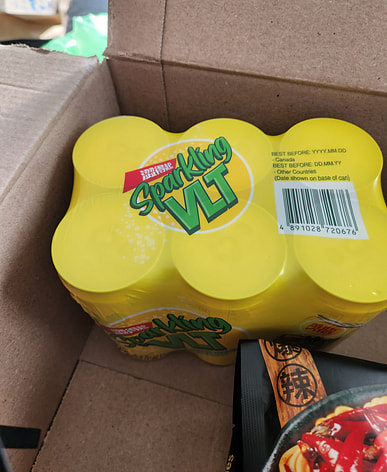 Sparkling
VLT
BEST BEFORE: YYYY.MM.DD
- Canada
BEST BEFORE: DD.MM.YY
- Other Countries
(Date shown on base of can)
4 891028 720676
Sparkling
VLT
辣